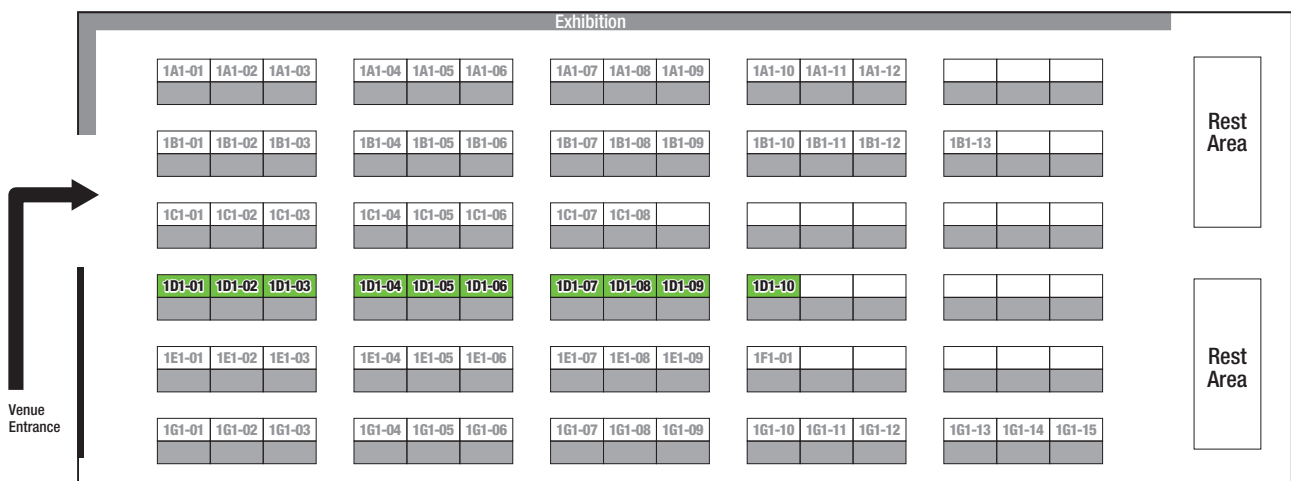 Exhibition
1A1-01 1A1-02 1A1-03 1A1-04 1A1-05 1A1-06 1A1-07 1A1-08 1A1-09 1A1-10 1A1-11 1A1-12
Rest
Area
1B1-01 1B1-02 1B1-03 1B1-04 1B1-05 1B1-06 1B1-07 1B1-08 1B1-09 1B1-10 1B1-11 1B1-12 1B1-13
1C1-01 1C1-02 1C1-03 1C1-04 1C1-05 1C1-06 1C1-07 1C1-08
1D1-01 1D1-02 1D1-03 1D1-04 1D1-05 1D1-06 1D1-07 1D1-08 1D1-09 1D1-10
Rest
Area
1E1-01 1E1-02 1E1-03 1E1-04 1E1-05 1E1-06 1E1-07 1E1-08 1E1-09 1F1-01
Venue
Entrance
1G1-01 1G1-02 1G1-03 1G1-04 1G1-05 1G1-06 1G1-07 1G1-08 1G1-09 1G1-10 1G1-11 1G1-12 1G1-13 1G1-14 1G1-15